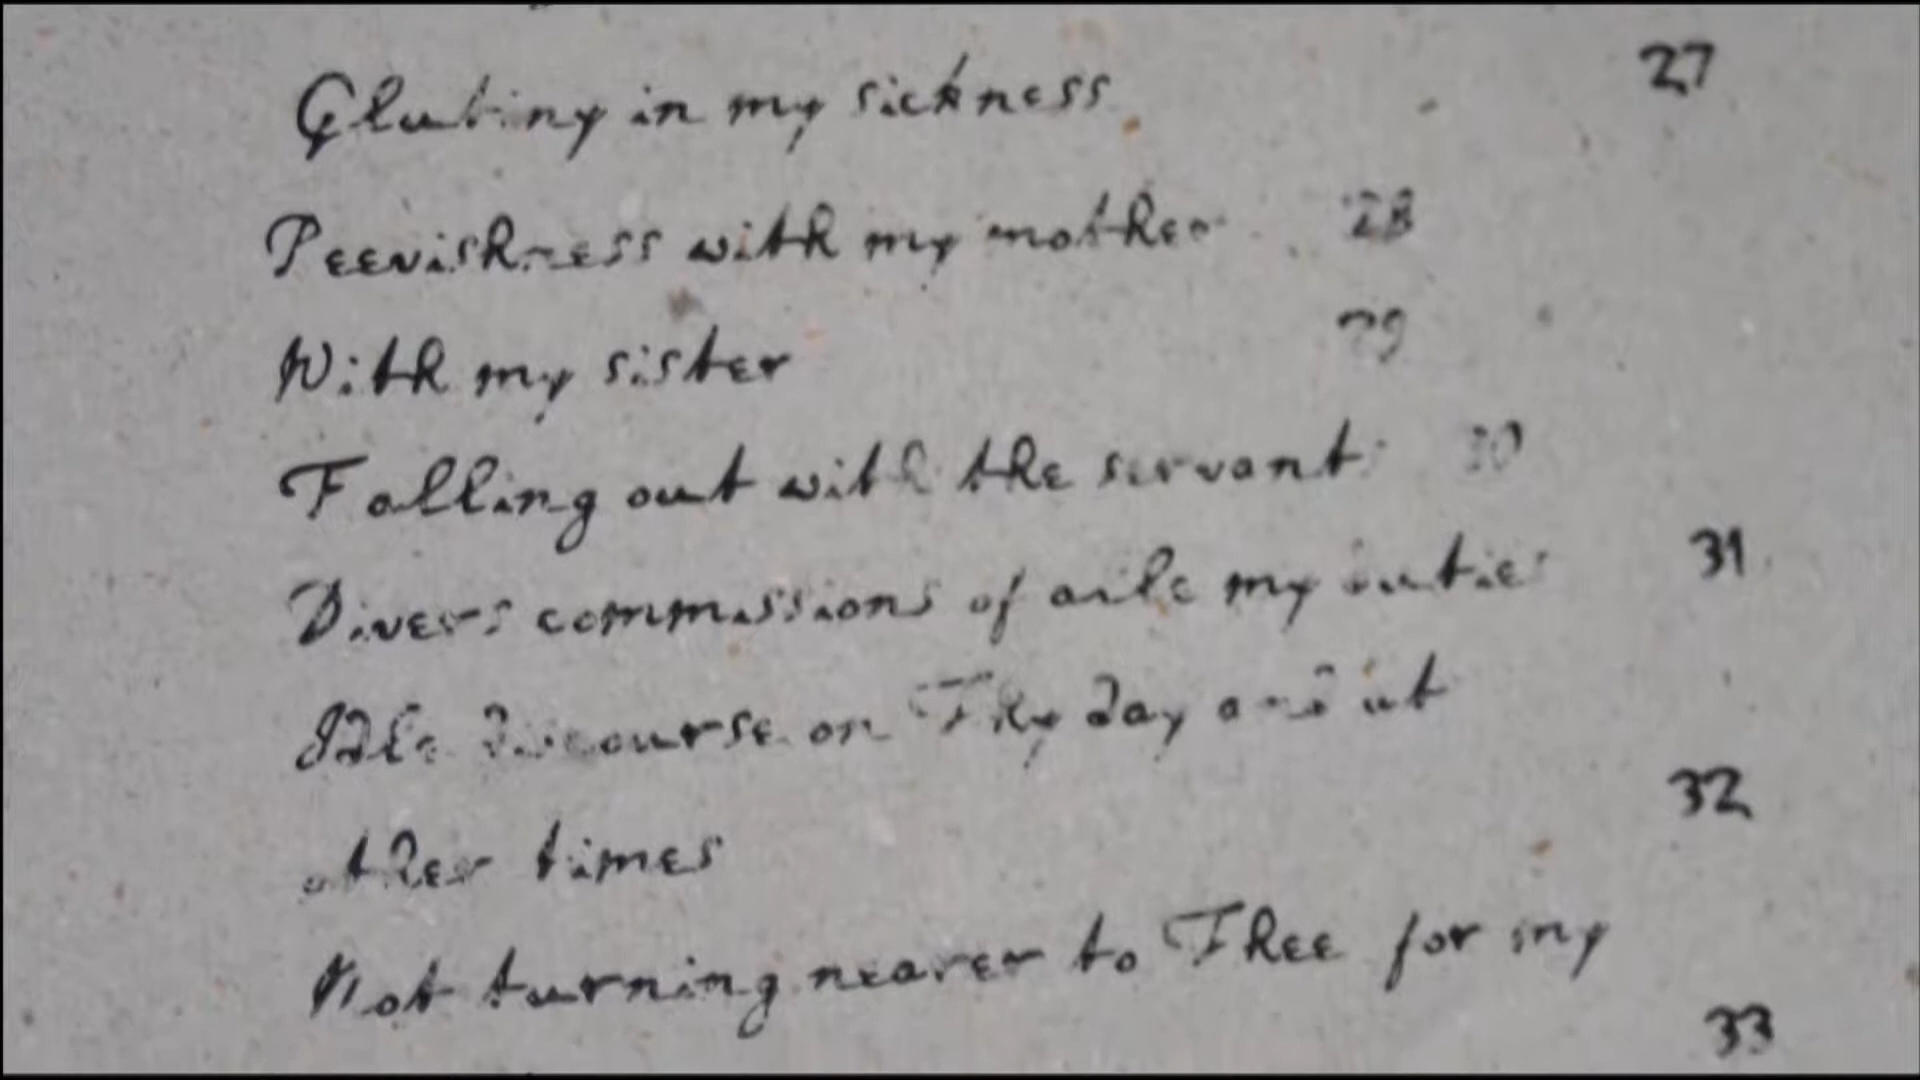 Glutiny in my sickness 27
Peevishness with my mother 28
With my sister 29
Falling out with the servant 30
Divers commissions of my 31
Idle discourse on Thy day and at
other times 32
Not turning nearer to Thee for my
33